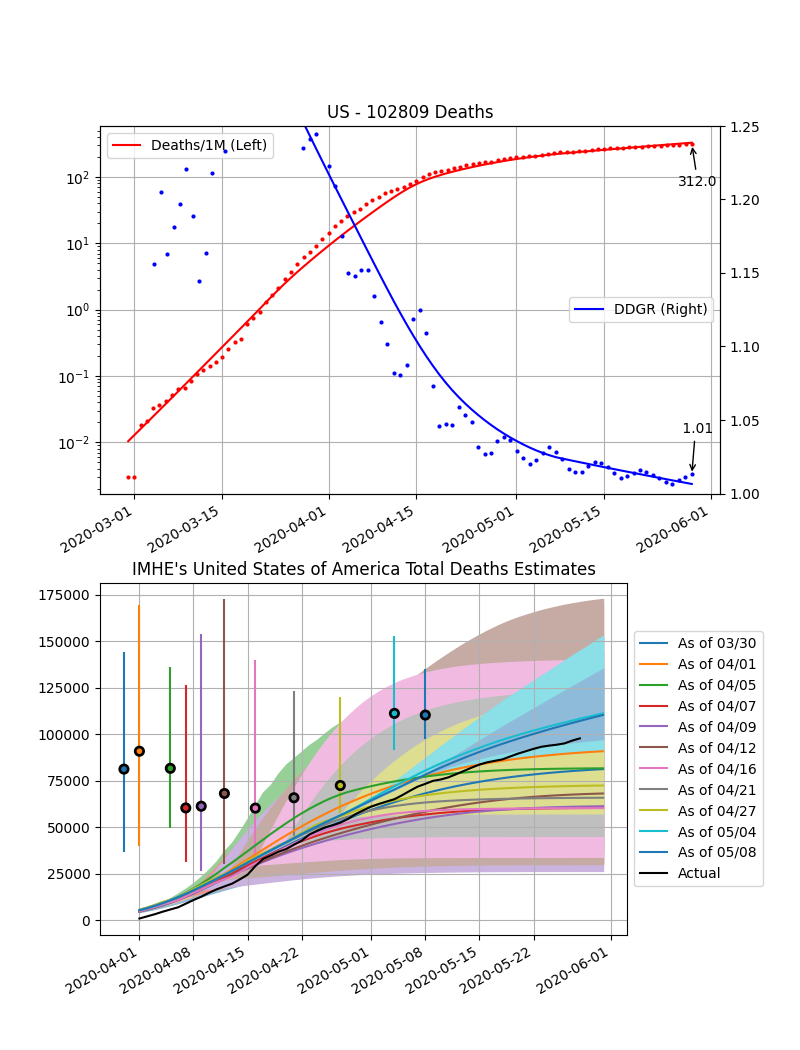 US - 102809 Deaths
Deaths/1M (Left)
DDGR (Right)
312.0
1.01
10²
10¹
10⁰
10⁻¹
10⁻²
1.25
1.20
1.15
1.10
1.05
1.00
2020-03-01
2020-03-15
2020-04-01
2020-04-15
2020-05-01
2020-05-15
2020-06-01
IMHE's United States of America Total Deaths Estimates
175000
150000
125000
100000
75000
50000
25000
0
2020-04-01
2020-04-08
2020-04-15
2020-04-22
2020-05-01
2020-05-08
2020-05-15
2020-05-22
2020-06-01
As of 03/30
As of 04/01
As of 04/05
As of 04/07
As of 04/09
As of 04/12
As of 04/16
As of 04/21
As of 04/27
As of 05/04
As of 05/08
Actual